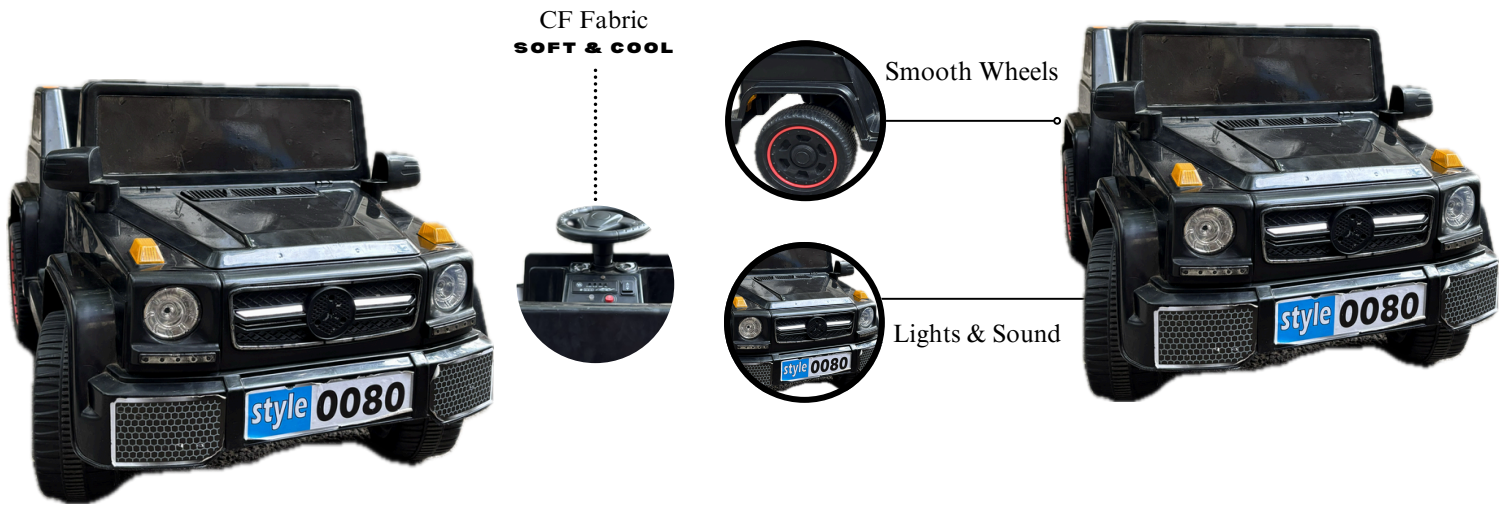 CF Fabric
SOFT & COOL
Smooth Wheels
Lights & Sound
style 0080
style 0080
style 0080